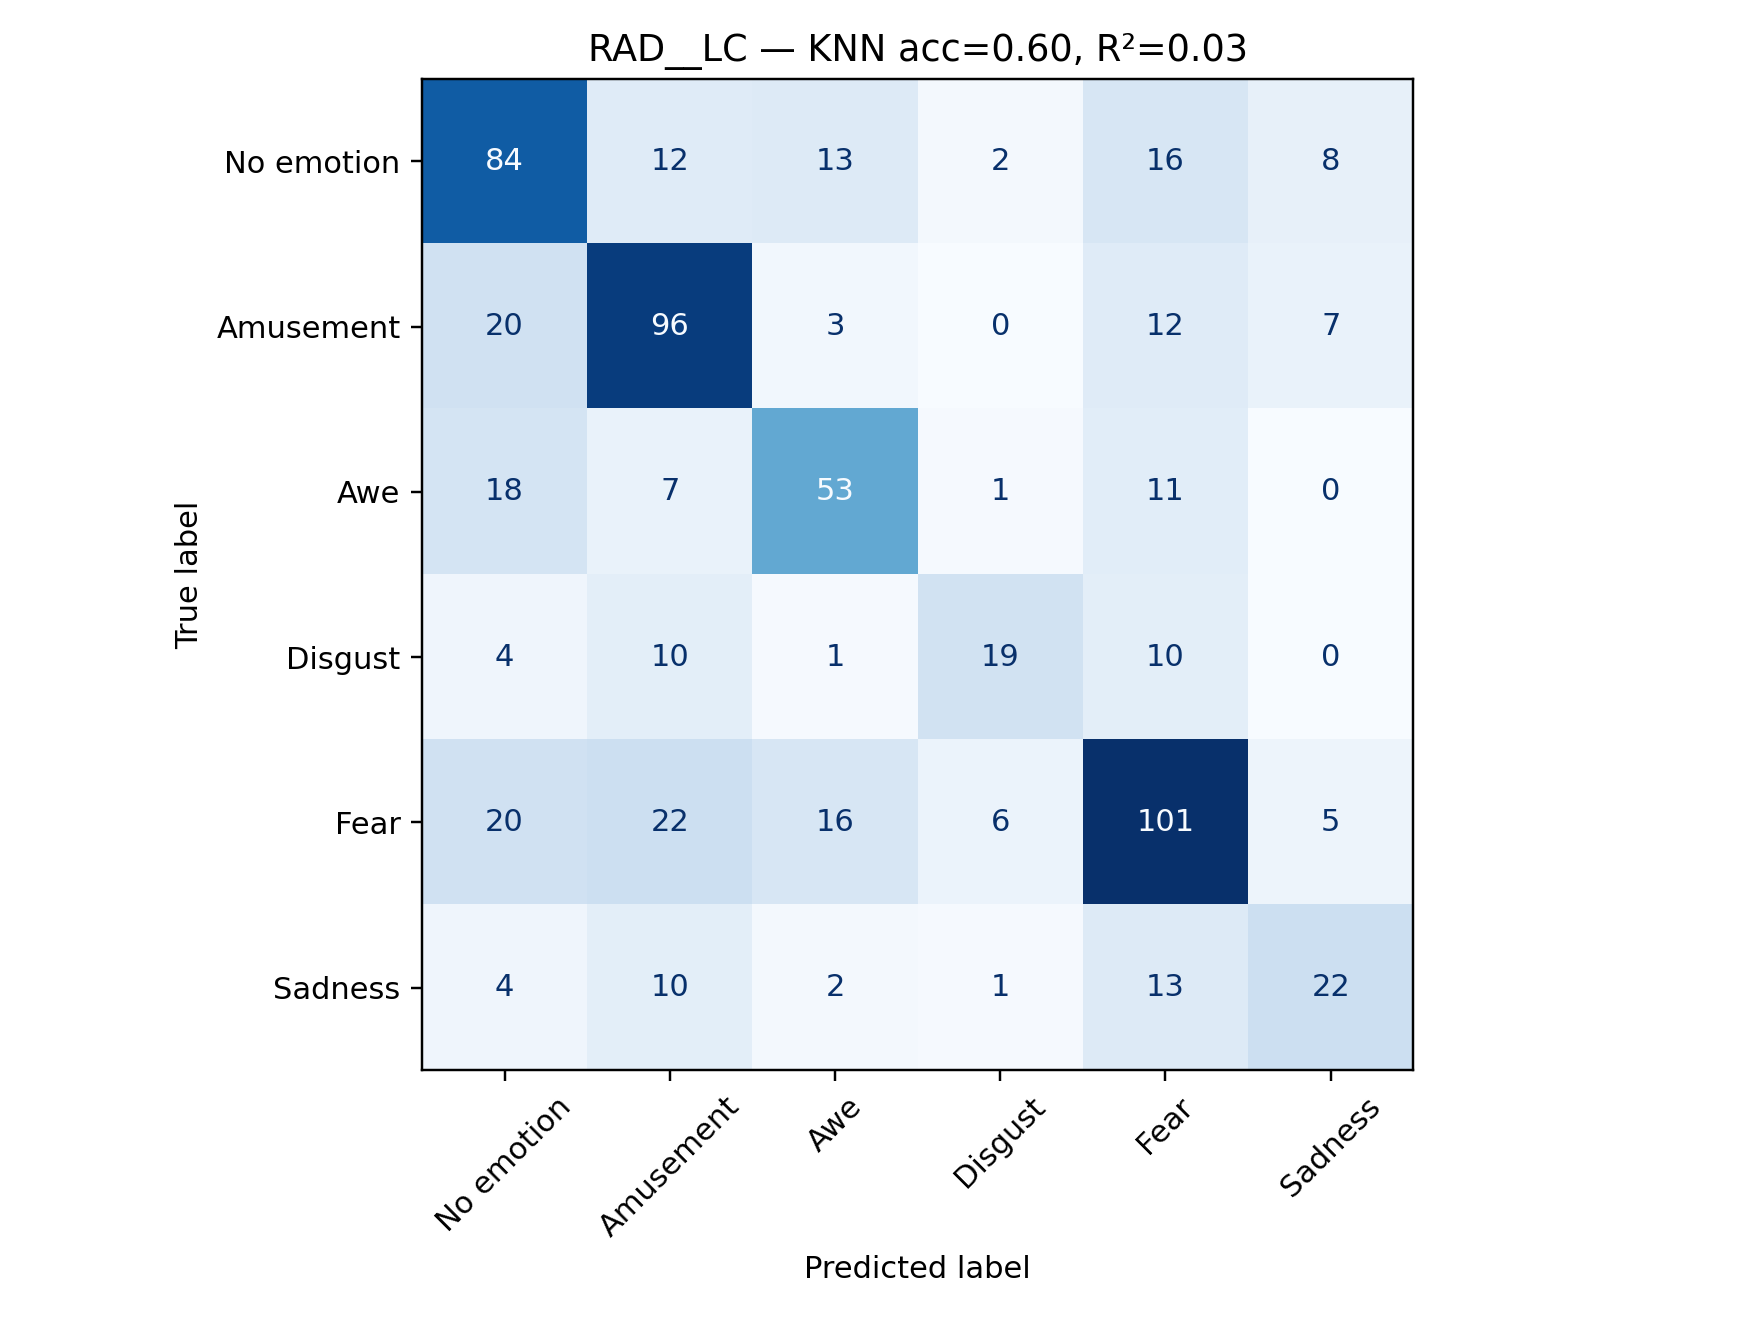 RAD__LC — KNN acc=0.60, R²=0.03
No emotion 84 12 13 2 16 8
Amusement 20 96 3 0 12 7
Awe 18 7 53 1 11 0
Disgust 4 10 1 19 10 0
Fear 20 22 16 6 101 5
Sadness 4 10 2 1 13 22
True label
No emotion Amusement Awe Disgust Fear Sadness
Predicted label